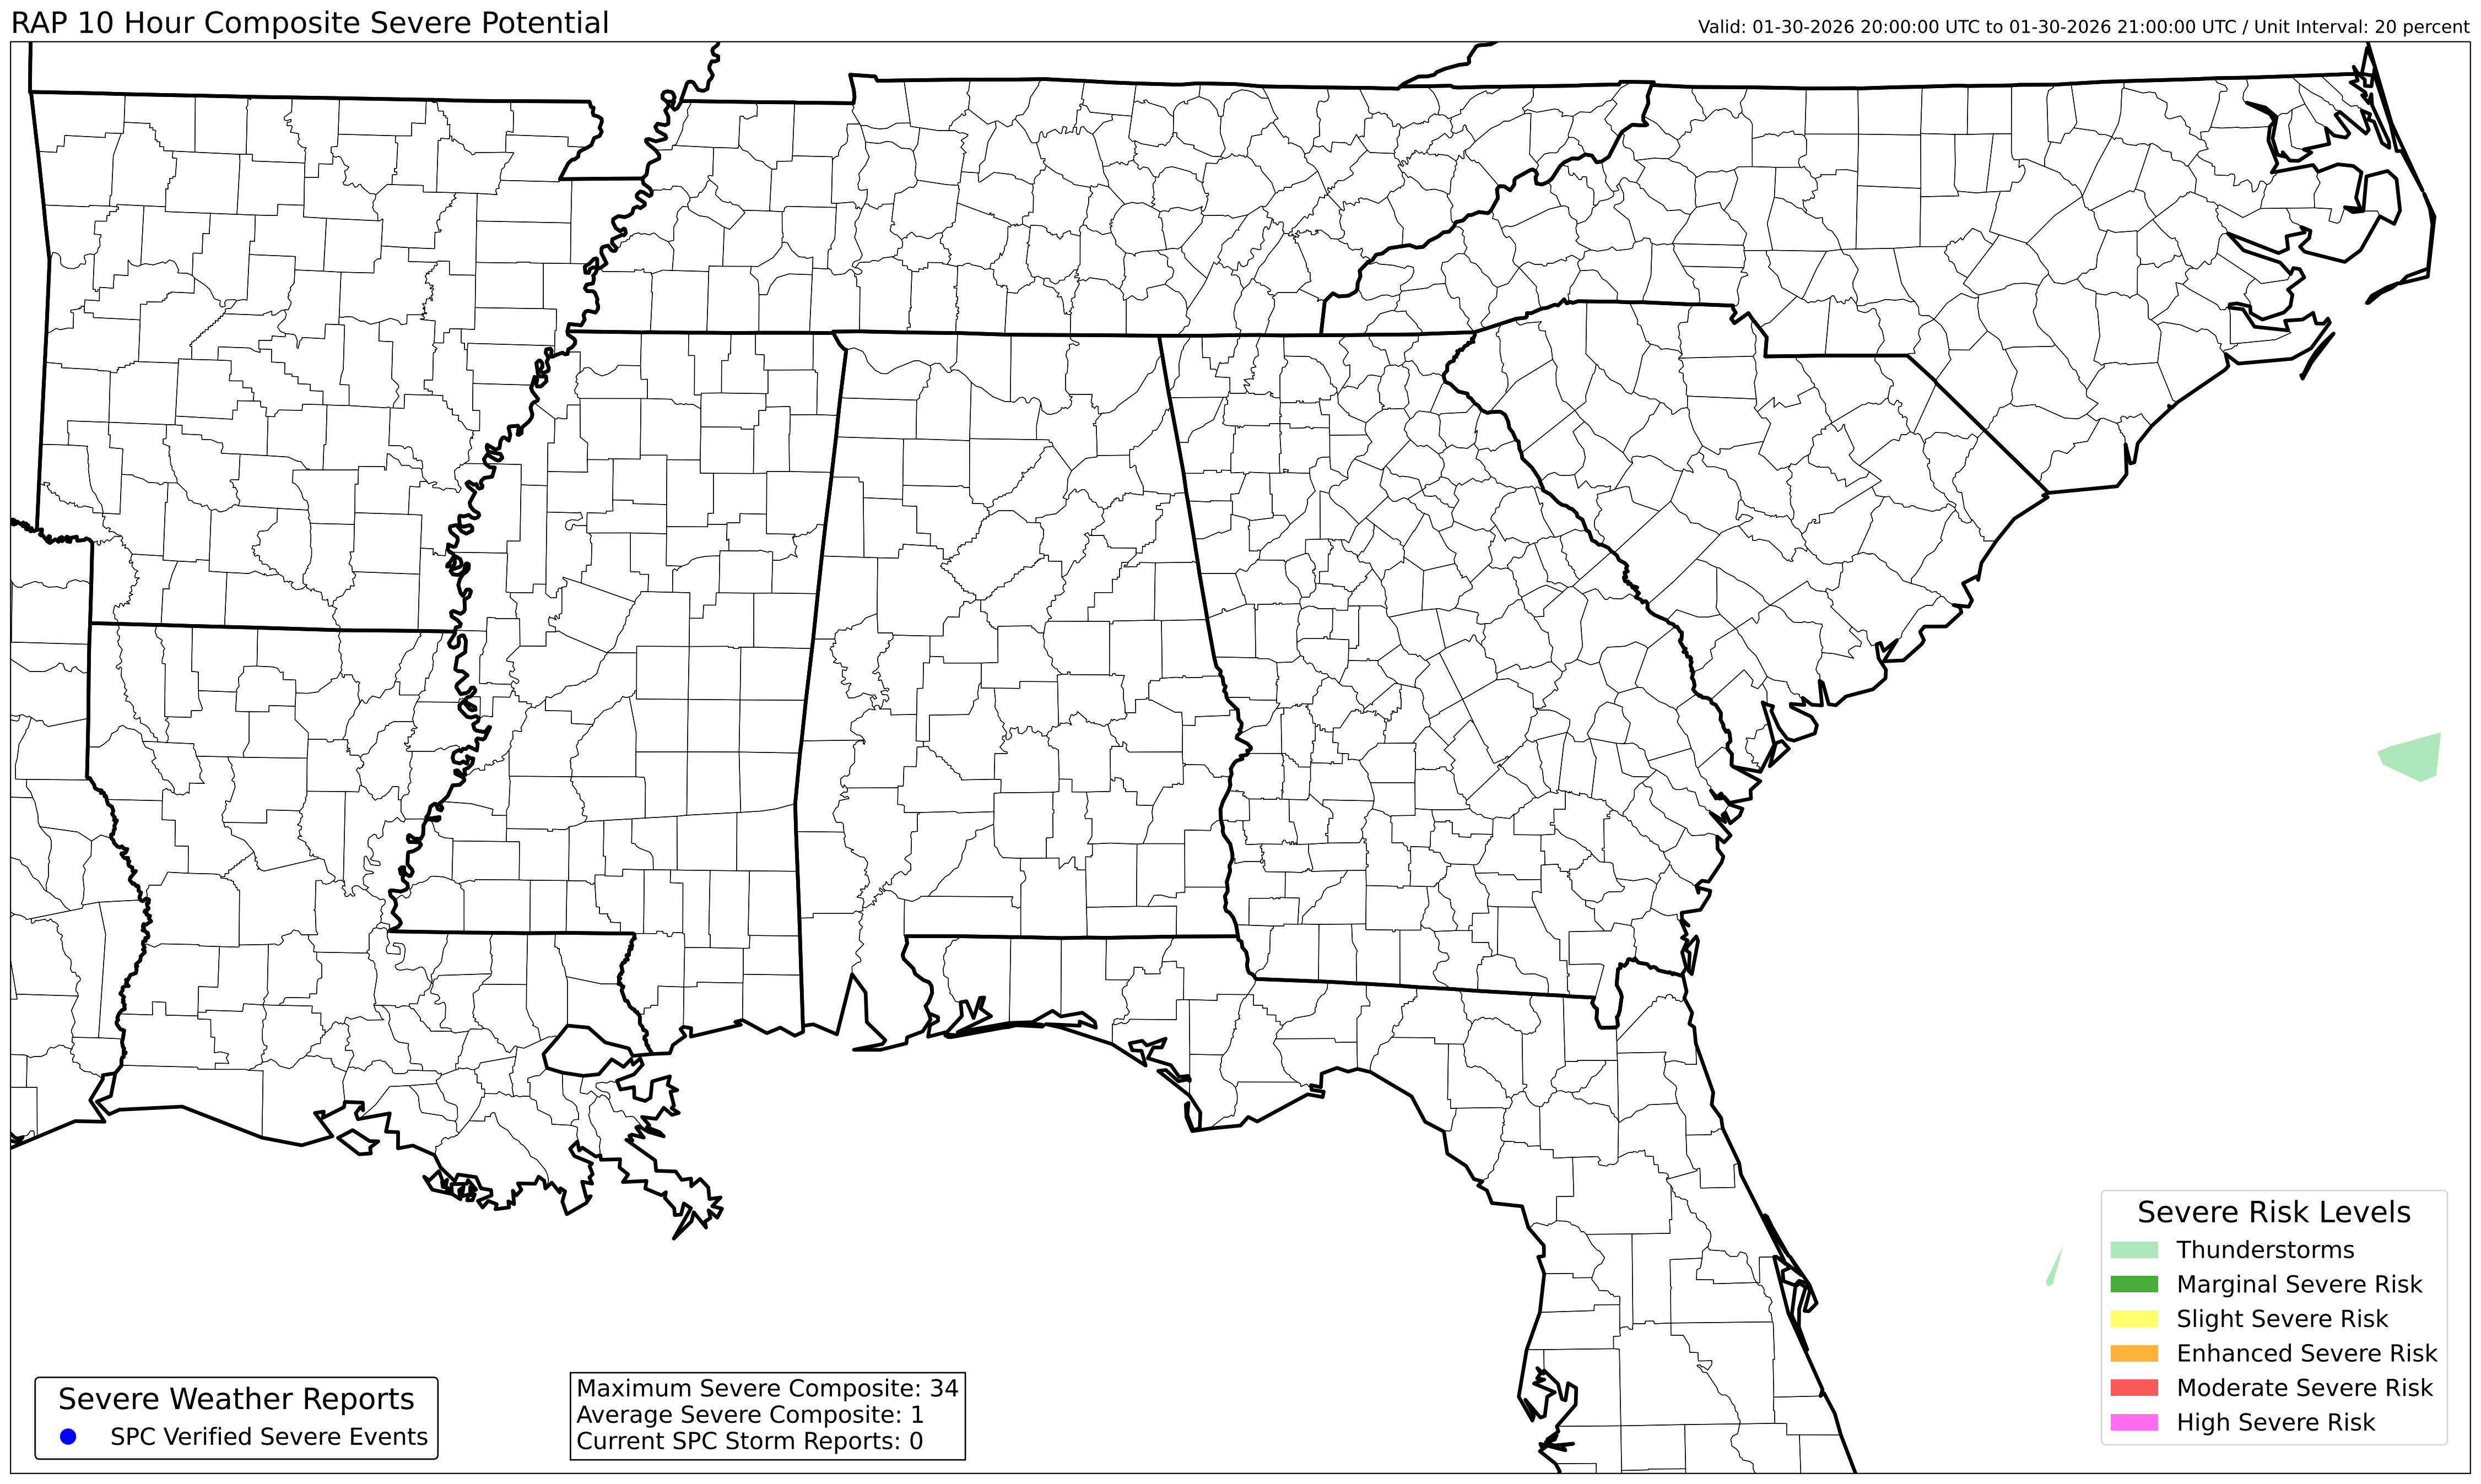 RAP 10 Hour Composite Severe Potential
Valid: 01-30-2026 20:00:00 UTC to 01-30-2026 21:00:00 UTC / Unit Interval: 20 percent
Severe Risk Levels
Thunderstorms
Marginal Severe Risk
Slight Severe Risk
Enhanced Severe Risk
Moderate Severe Risk
High Severe Risk
Severe Weather Reports
SPC Verified Severe Events
Maximum Severe Composite: 34
Average Severe Composite: 1
Current SPC Storm Reports: 0